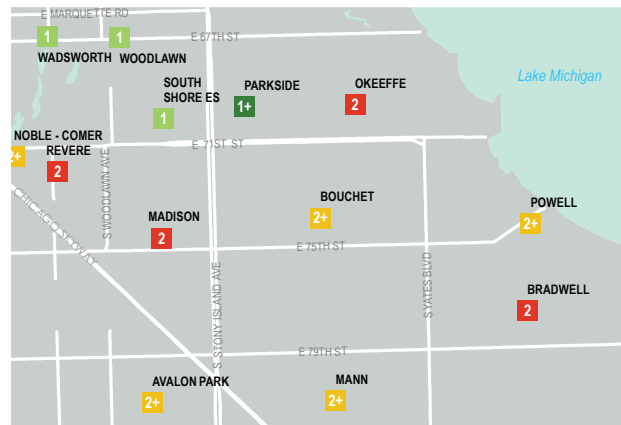 E MARQUETTE RD
1
1
E 67TH ST
WADSWORTH
WOODLAWN
Lake Michigan
SOUTH
SHORE ES
1
PARKSIDE
1+
OKEEFFE
2
NOBLE - COMER
2+
REVERE
2
E 71ST ST
S WOODLAWN AVE
CHICAGO SKYWAY
MADISON
2
BOUCHET
2+
POWELL
2+
E 75TH ST
S STONY ISLAND AVE
S YATES BLVD
BRADWELL
2
E 79TH ST
AVALON PARK
2+
MANN
2+